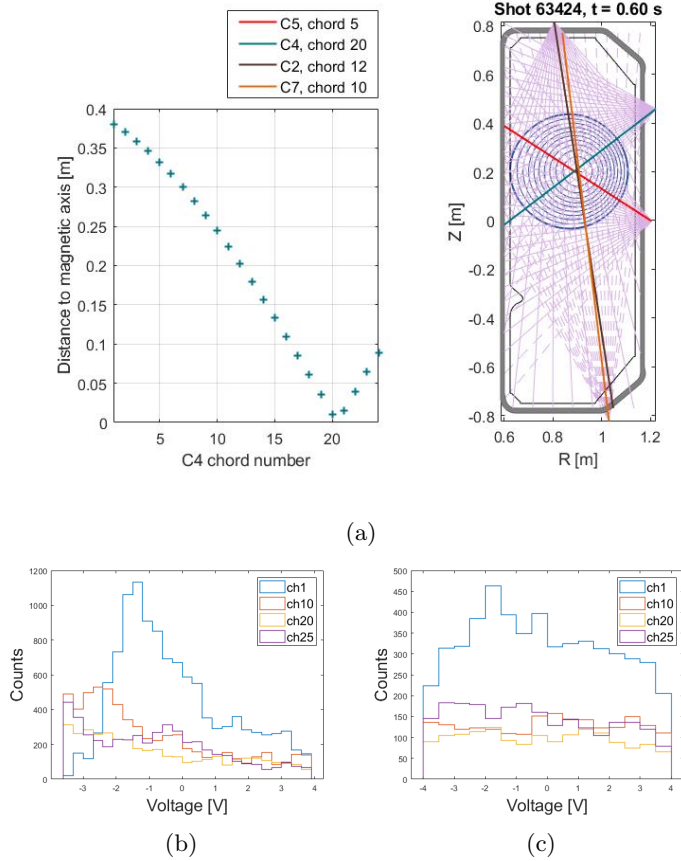 C5, chord 5
C4, chord 20
C2, chord 12
C7, chord 10
0.4
0.35
0.3
0.25
0.2
0.15
0.1
0.05
0
5 10 15 20
Distance to magnetic axis [m]
C4 chord number
Shot 63424, t = 0.60 s
0.8
0.6
0.4
0.2
0
-0.2
-0.4
-0.6
-0.8
0.6 0.8 1 1.2
Z [m]
R [m]
(a)
1200
1000
800
600
400
200
0
-3 -2 -1 0 1 2 3 4
Counts
Voltage [V]
ch1
ch10
ch20
ch25
(b)
500
450
400
350
300
250
200
150
100
50
0
-4 -3 -2 -1 0 1 2 3 4
Counts
Voltage [V]
ch1
ch10
ch20
ch25
(c)